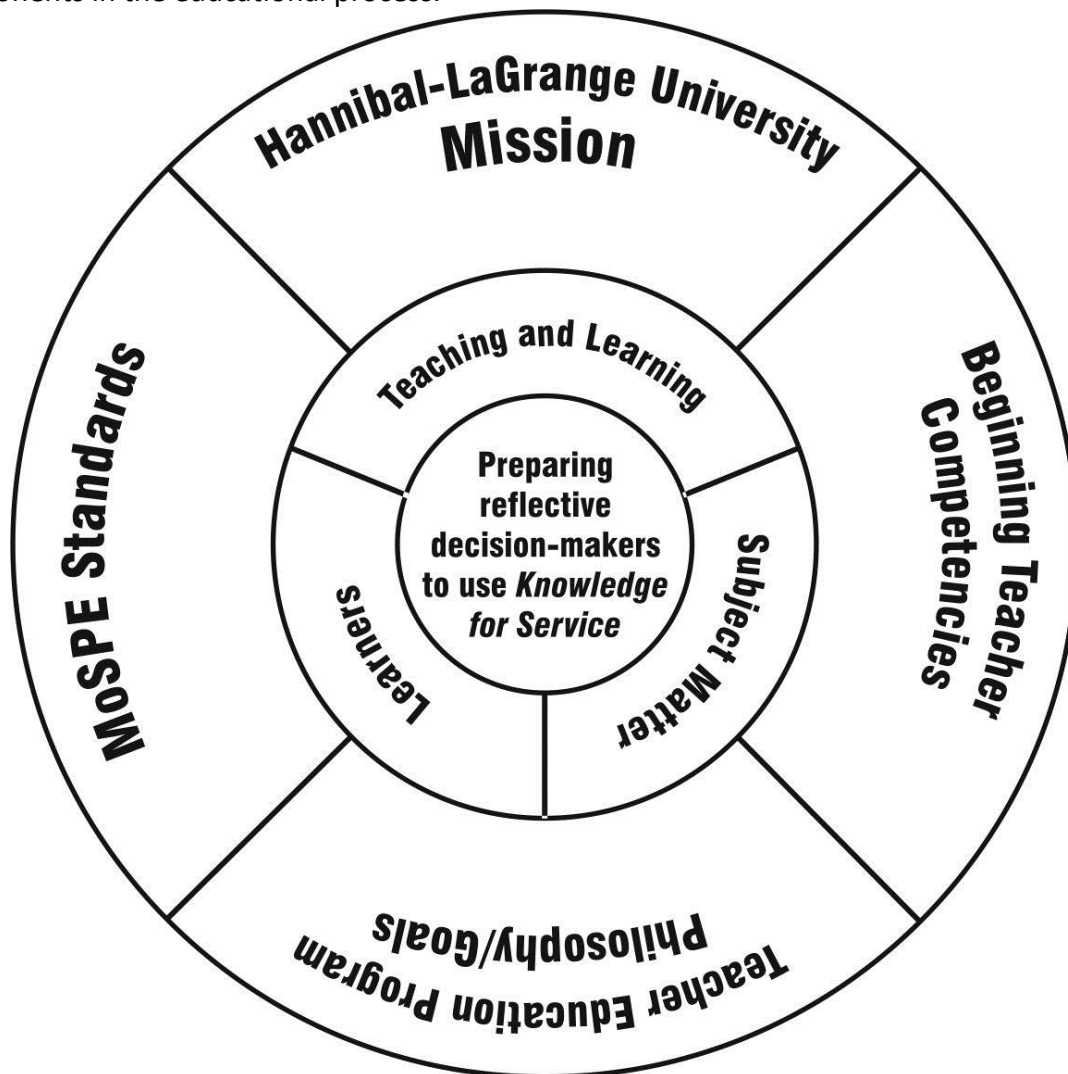 in the educational process.
Hannibal-LaGrange University
Mission
Teaching and Learning
Preparing
reflective
decision-makers
to use Knowledge
for Service
MoSPE Standards
Beginning Teacher
Competencies
Learners
Subject Matter
Teacher Education Program
Philosophy/Goals